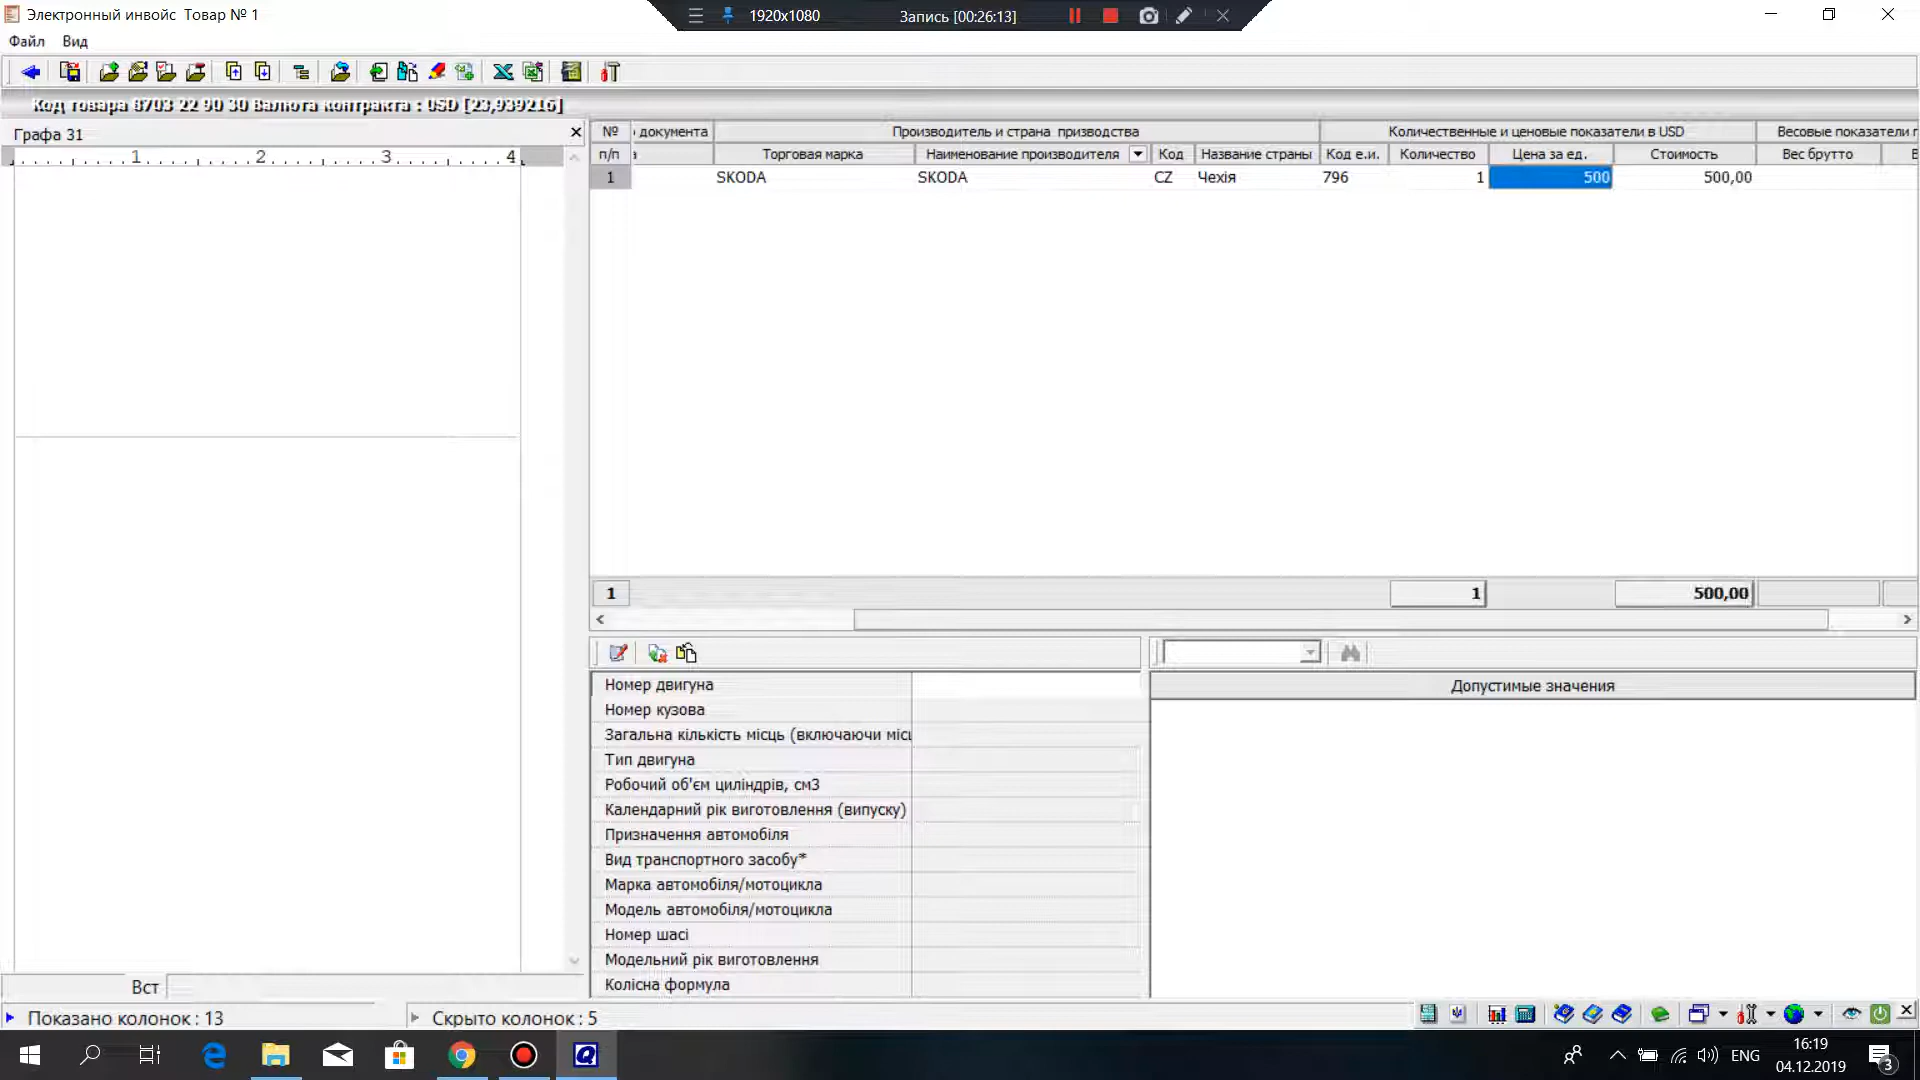 Электронный инвойс Товар № 1
1920x1080
Запись [00:26:13]
Файл Вид
Код товара 8703 22 90 30 Валюта контракта : USD [23,939216]
Графа 31
1 2 3 4
№ документа Производитель и страна призводства Количественные и ценовые показатели в USD Весовые показатели
п/п Торговая марка Наименование производителя Код Название страны Код е.и. Количество Цена за ед. Стоимость Вес брутто
1 SKODA SKODA CZ Чехія 796 1 500 500,00
1 1 500,00
Номер двигуна
Номер кузова
Загальна кількість місць (включаючи
Тип двигуна
Робочий об'єм циліндрів, см3
Календарний рік виготовлення (випуску)
Призначення автомобіля
Вид транспортного засобу*
Марка автомобіля/мотоцикла
Модель автомобіля/мотоцикла
Номер шасі
Модельний рік виготовлення
Колісна формула
Допустимые значения
Вст
Показано колонок : 13 Скрыто колонок : 5
ENG
16:19
04.12.2019
3